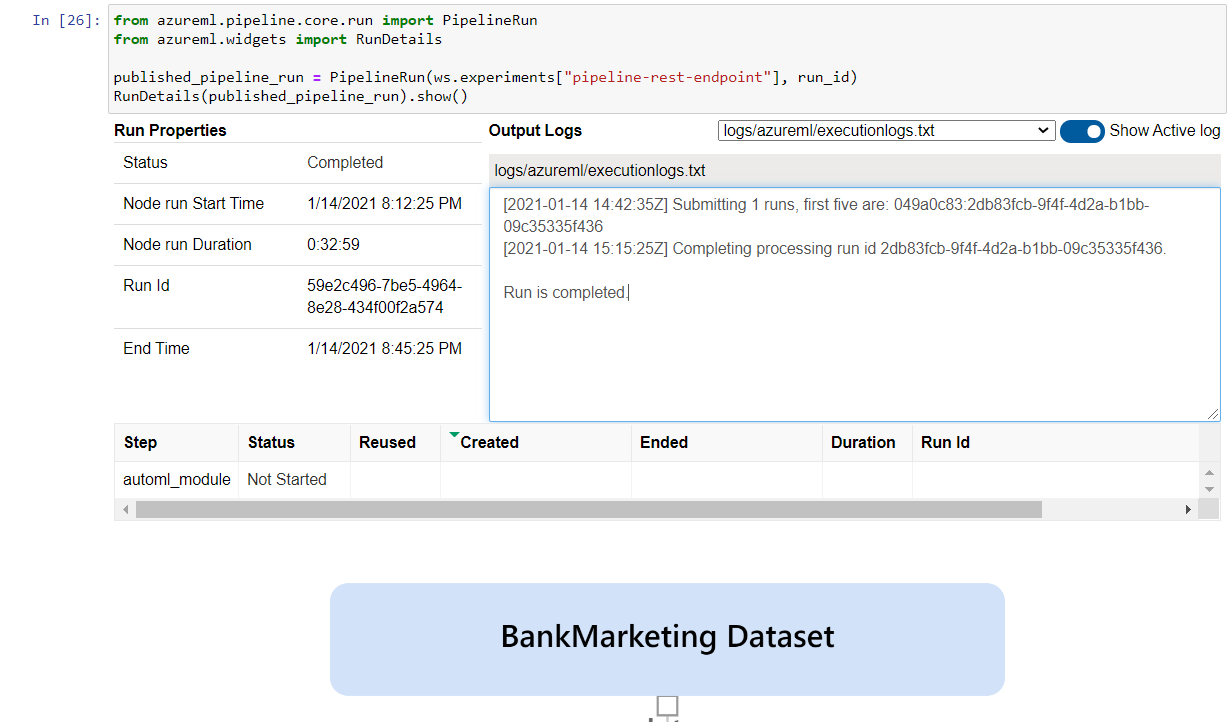 In [26]:
from azureml.pipeline.core.run import PipelineRun
from azureml.widgets import RunDetails
published_pipeline_run = PipelineRun(ws.experiments["pipeline-rest-endpoint"], run_id)
RunDetails(published_pipeline_run).show()
Run Properties
Status Completed
Node run Start Time 1/14/2021 8:12:25 PM
Node run Duration 0:32:59
Run Id 59e2c496-7be5-4964-
8e28-434f00f2a574
End Time 1/14/2021 8:45:25 PM
Output Logs logs/azureml/executionlogs.txt Show Active log
logs/azureml/executionlogs.txt
[2021-01-14 14:42:35Z] Submitting 1 runs, first five are: 049a0c83:2db83fcb-9f4f-4d2a-b1bb-
09c35335f436
[2021-01-14 15:15:25Z] Completing processing run id 2db83fcb-9f4f-4d2a-b1bb-09c35335f436.
Run is completed.
Step Status Reused Created Ended Duration Run Id
automl_module Not Started
BankMarketing Dataset